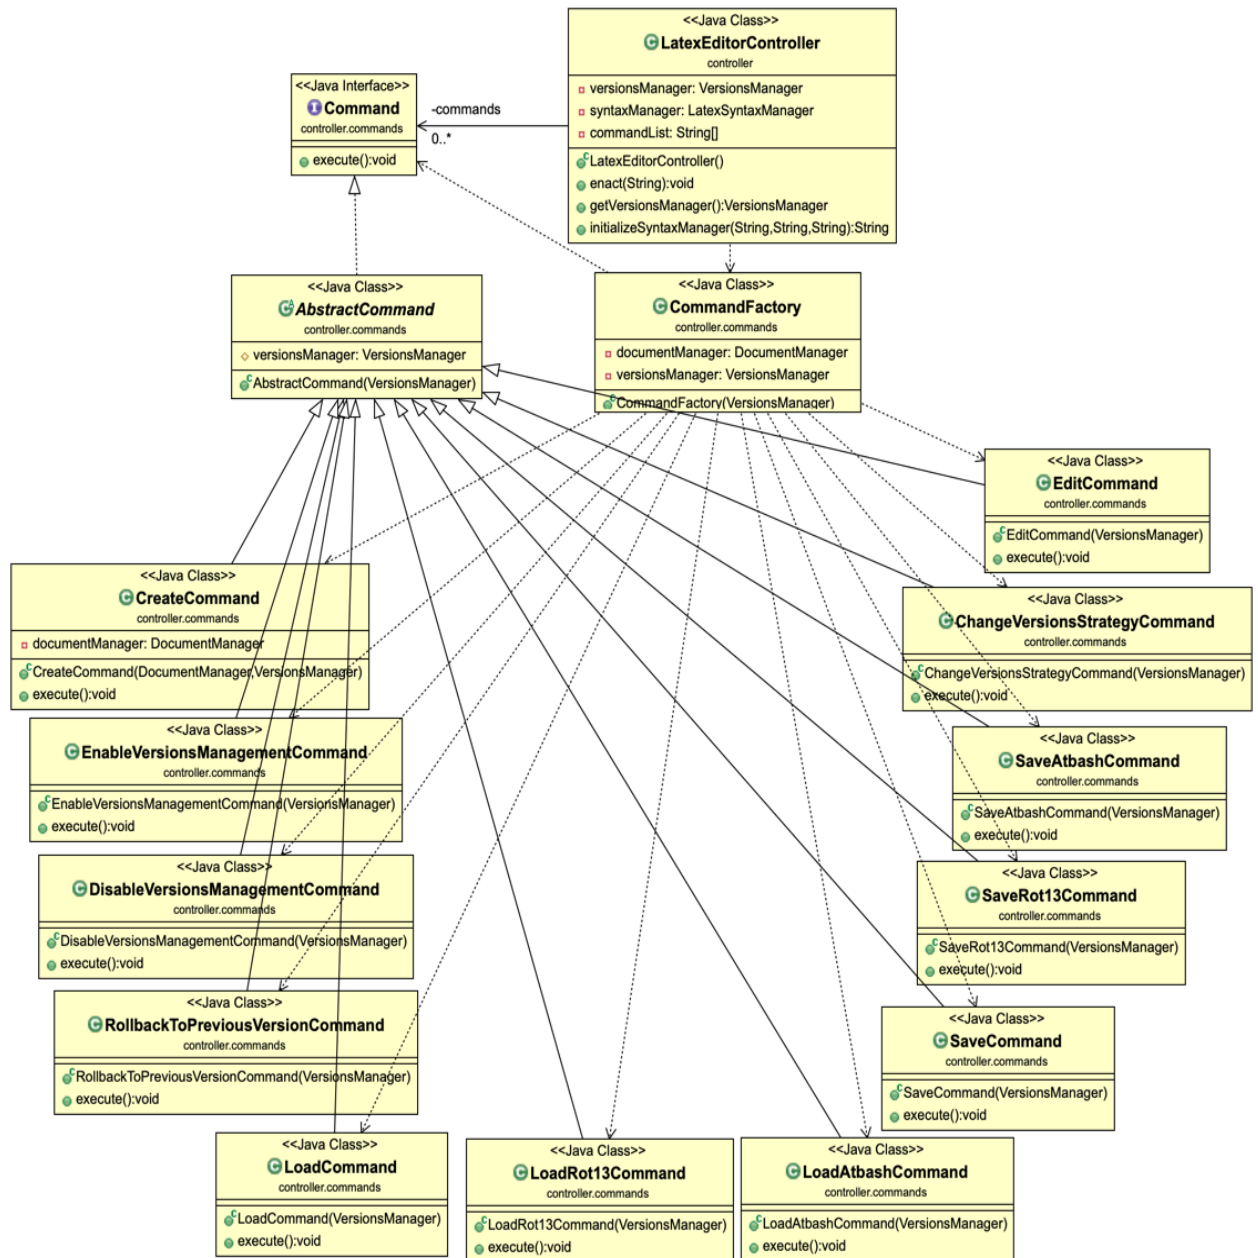 <<Java Class>>
LatexEditorController
controller
versionsManager: VersionsManager
syntaxManager: LatexSyntaxManager
commandList: String[]
LatexEditorController()
enact(String):void
getVersionsManager():VersionsManager
initializeSyntaxManager(String,String,String):String
<<Java Interface>>
Command
controller.commands
execute():void
-commands
0..*
<<Java Class>>
AbstractCommand
controller.commands
versionsManager: VersionsManager
AbstractCommand(VersionsManager)
<<Java Class>>
CommandFactory
controller.commands
documentManager: DocumentManager
versionsManager: VersionsManager
CommandFactory(VersionsManager)
<<Java Class>>
EditCommand
controller.commands
EditCommand(VersionsManager)
execute():void
<<Java Class>>
CreateCommand
controller.commands
documentManager: DocumentManager
CreateCommand(DocumentManager,VersionsManager)
execute():void
<<Java Class>>
ChangeVersionsStrategyCommand
controller.commands
ChangeVersionsStrategyCommand(VersionsManager)
execute():void
<<Java Class>>
EnableVersionsManagementCommand
controller.commands
EnableVersionsManagementCommand(VersionsManager)
execute():void
<<Java Class>>
SaveAtbashCommand
controller.commands
SaveAtbashCommand(VersionsManager)
execute():void
<<Java Class>>
DisableVersionsManagementCommand
controller.commands
DisableVersionsManagementCommand(VersionsManager)
execute():void
<<Java Class>>
SaveRot13Command
controller.commands
SaveRot13Command(VersionsManager)
execute():void
<<Java Class>>
RollbackToPreviousVersionCommand
controller.commands
RollbackToPreviousVersionCommand(VersionsManager)
execute():void
<<Java Class>>
SaveCommand
controller.commands
SaveCommand(VersionsManager)
execute():void
<<Java Class>>
LoadCommand
controller.commands
LoadCommand(VersionsManager)
execute():void
<<Java Class>>
LoadRot13Command
controller.commands
LoadRot13Command(VersionsManager)
execute():void
<<Java Class>>
LoadAtbashCommand
controller.commands
LoadAtbashCommand(VersionsManager)
execute():void